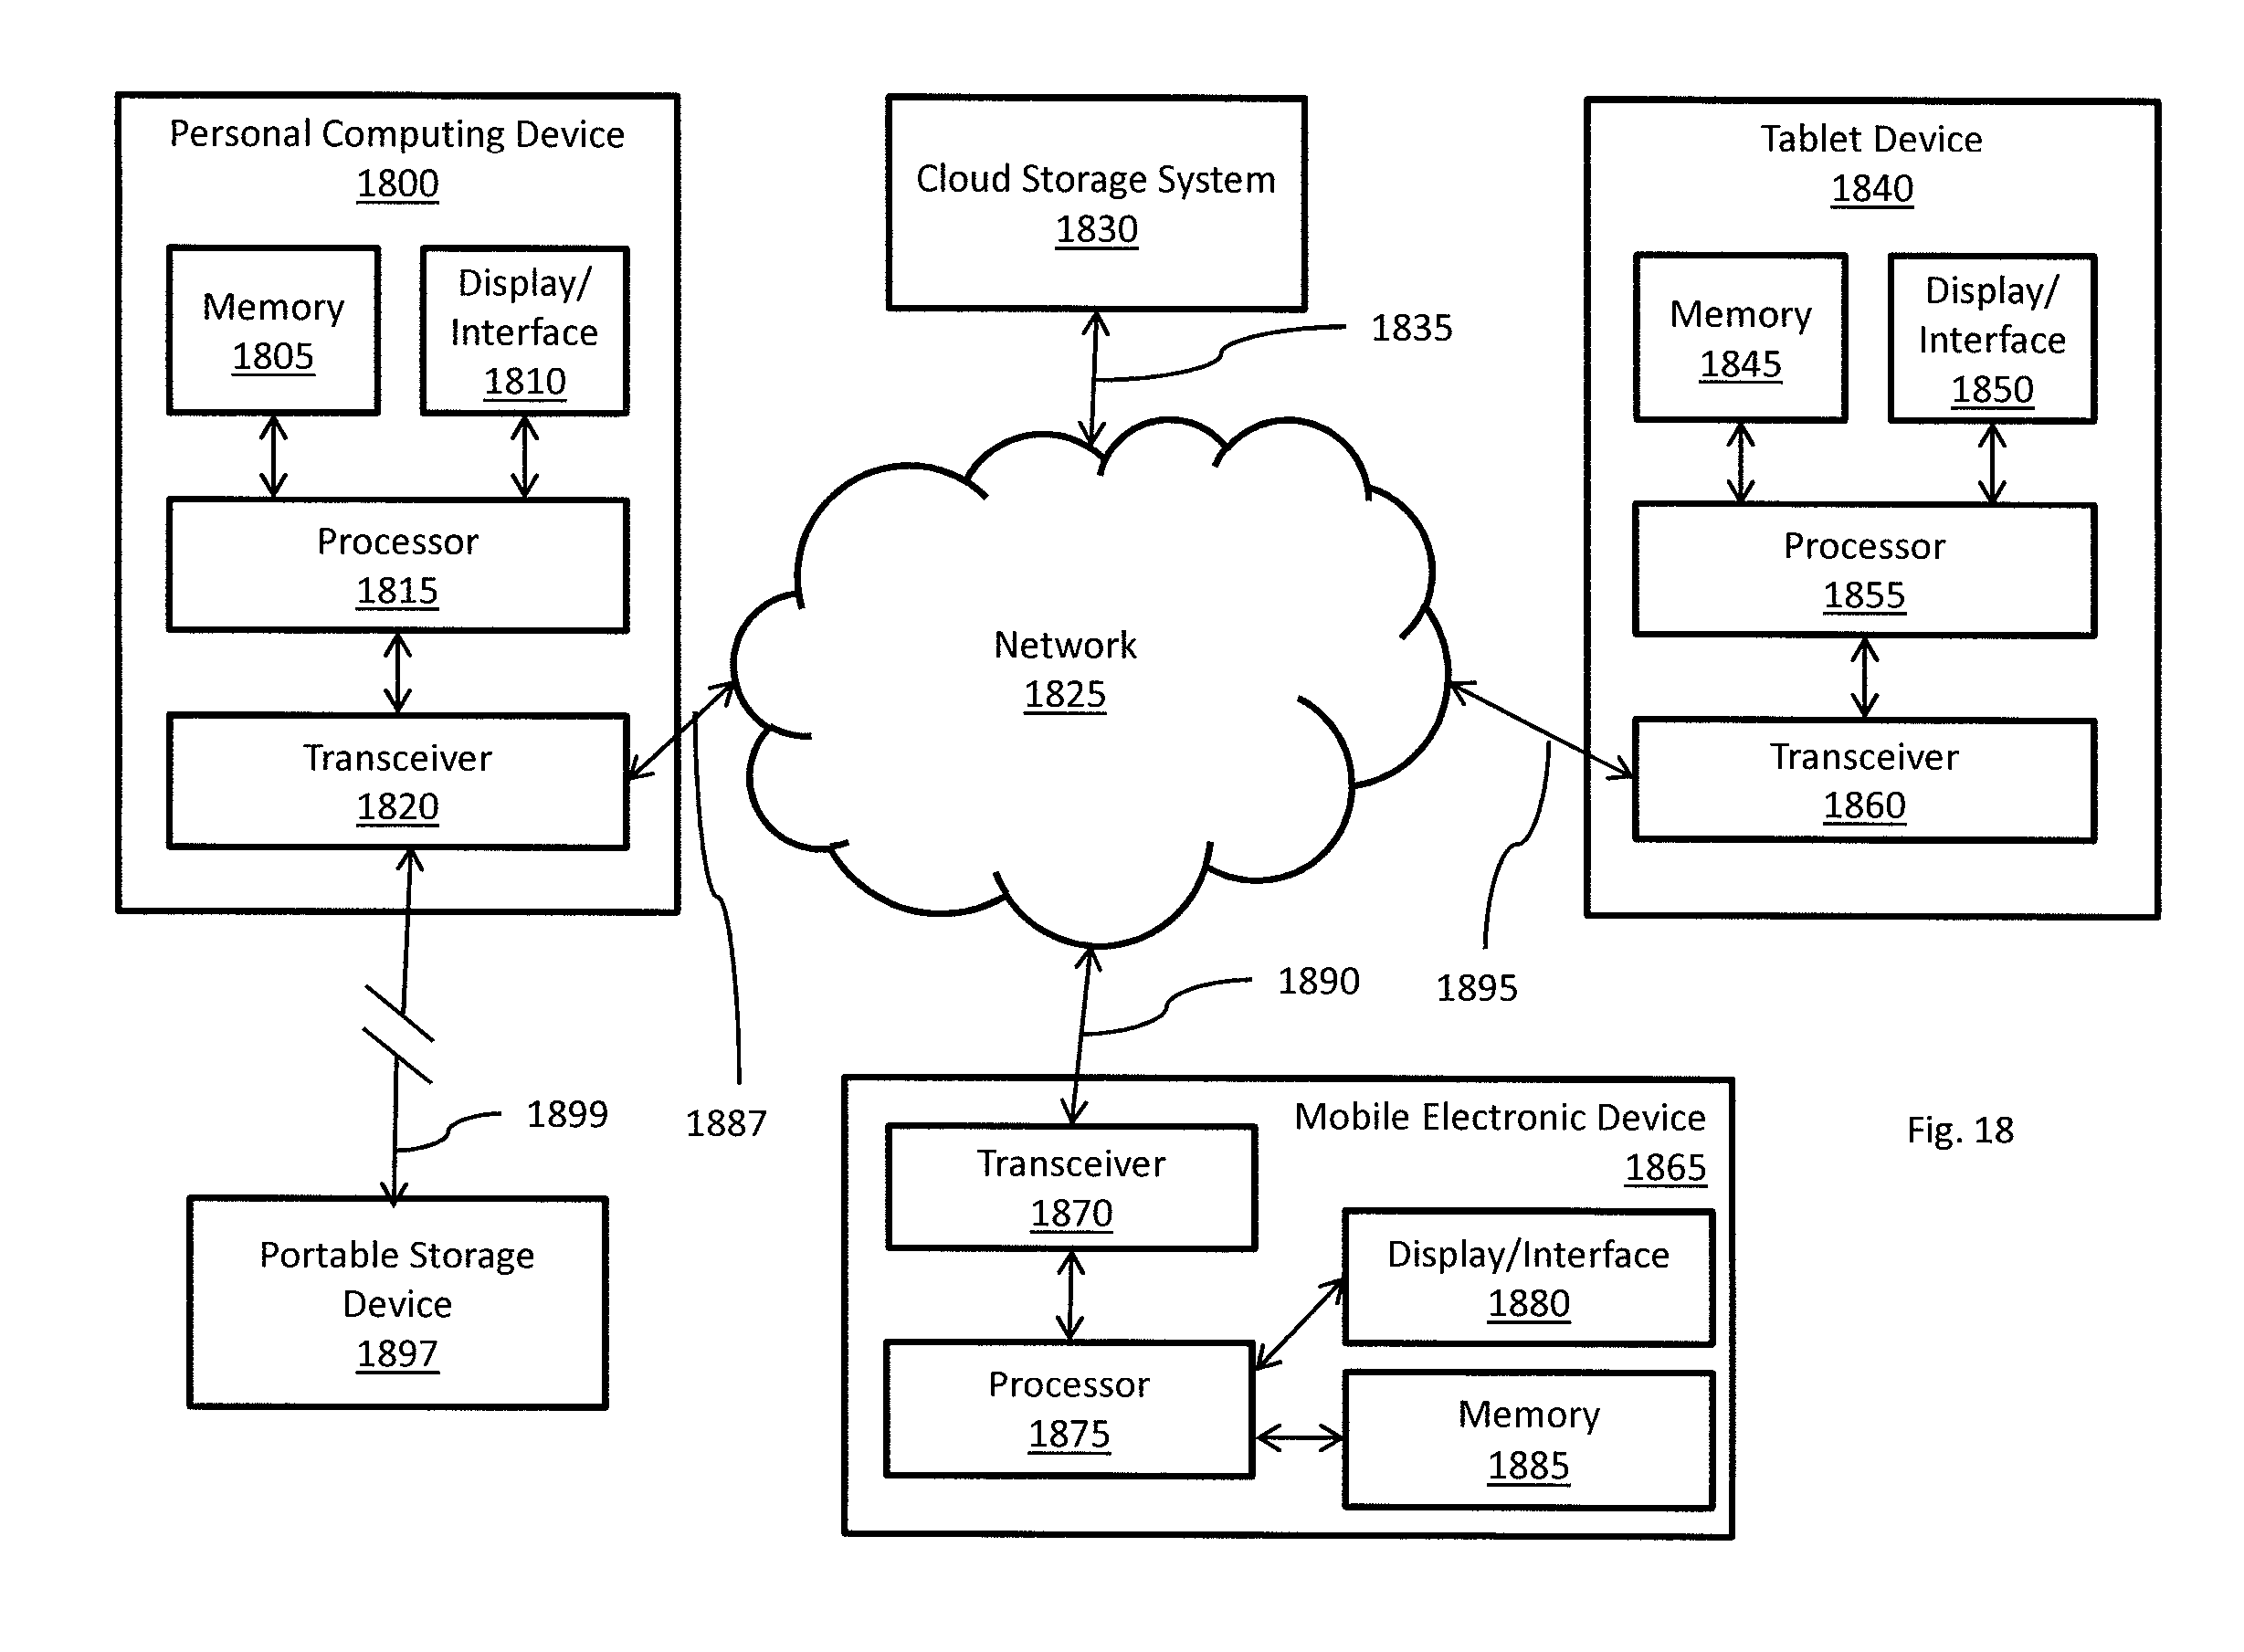 Personal Computing Device
1800
Memory
1805
Display/
Interface
1810
Processor
1815
Transceiver
1820
Cloud Storage System
1830
1835
Network
1825
Tablet Device
1840
Memory
1845
Display/
Interface
1850
Processor
1855
Transceiver
1860
1890
1895
1899
1887
Portable Storage
Device
1897
Mobile Electronic Device
1865
Transceiver
1870
Display/Interface
1880
Processor
1875
Memory
1885
Fig. 18